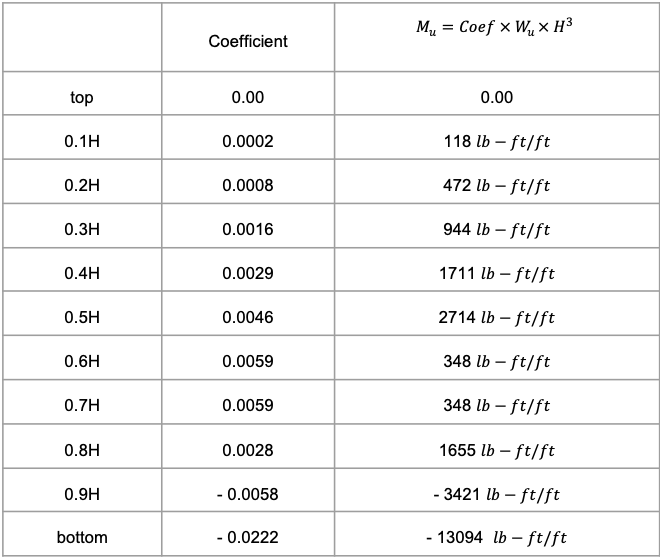 Coefficient M_u = Coef × W_u × H³
top 0.00 0.00
0.1H 0.0002 118 lb – ft/ft
0.2H 0.0008 472 lb – ft/ft
0.3H 0.0016 944 lb – ft/ft
0.4H 0.0029 1711 lb – ft/ft
0.5H 0.0046 2714 lb – ft/ft
0.6H 0.0059 348 lb – ft/ft
0.7H 0.0059 348 lb – ft/ft
0.8H 0.0028 1655 lb – ft/ft
0.9H - 0.0058 - 3421 lb – ft/ft
bottom - 0.0222 - 13094 lb – ft/ft